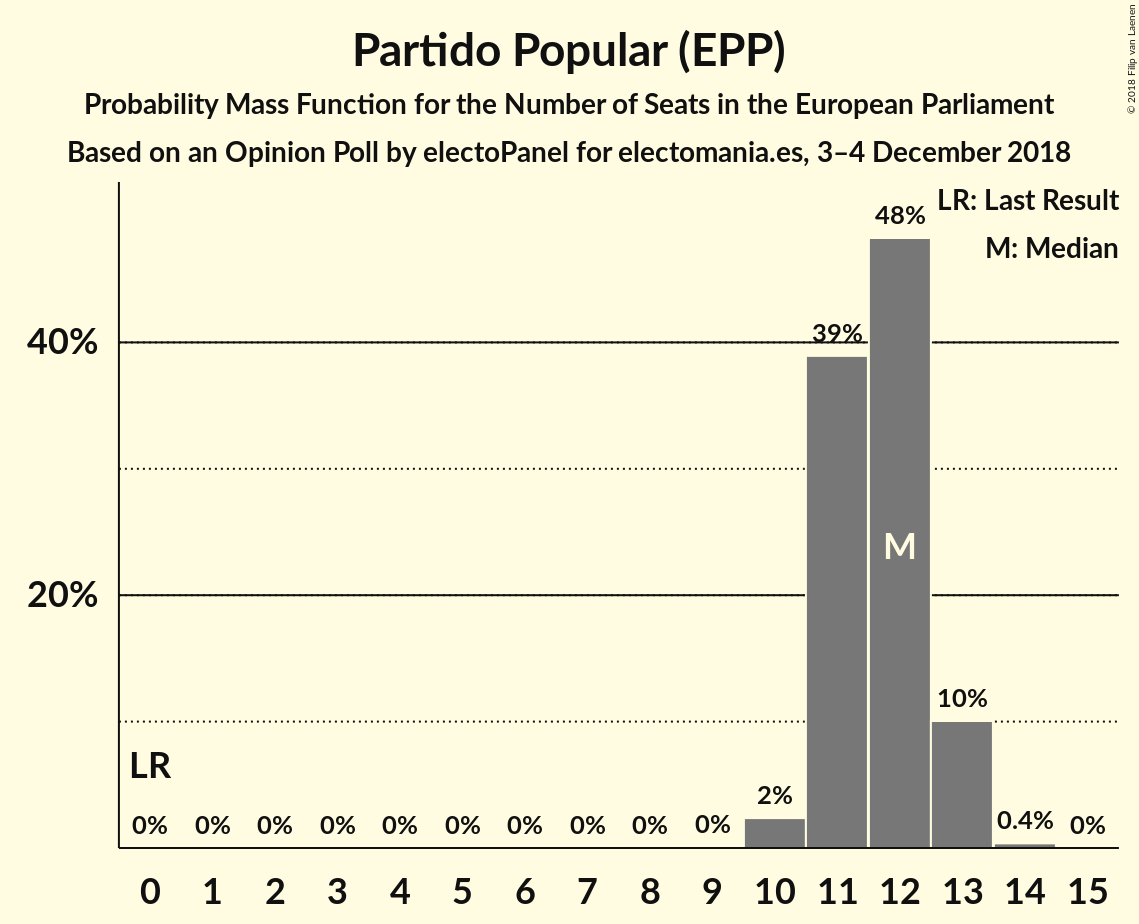 Partido Popular (EPP)
Probability Mass Function for the Number of Seats in the European Parliament
Based on an Opinion Poll by electoPanel for electomania.es, 3–4 December 2018
© 2018 Filip van Laenen
LR: Last Result
M: Median
48%
39%
40%
M
20%
10%
LR
2%
0% 0% 0% 0% 0% 0% 0% 0% 0% 0% 0.4% 0%
0 1 2 3 4 5 6 7 8 9 10 11 12 13 14 15